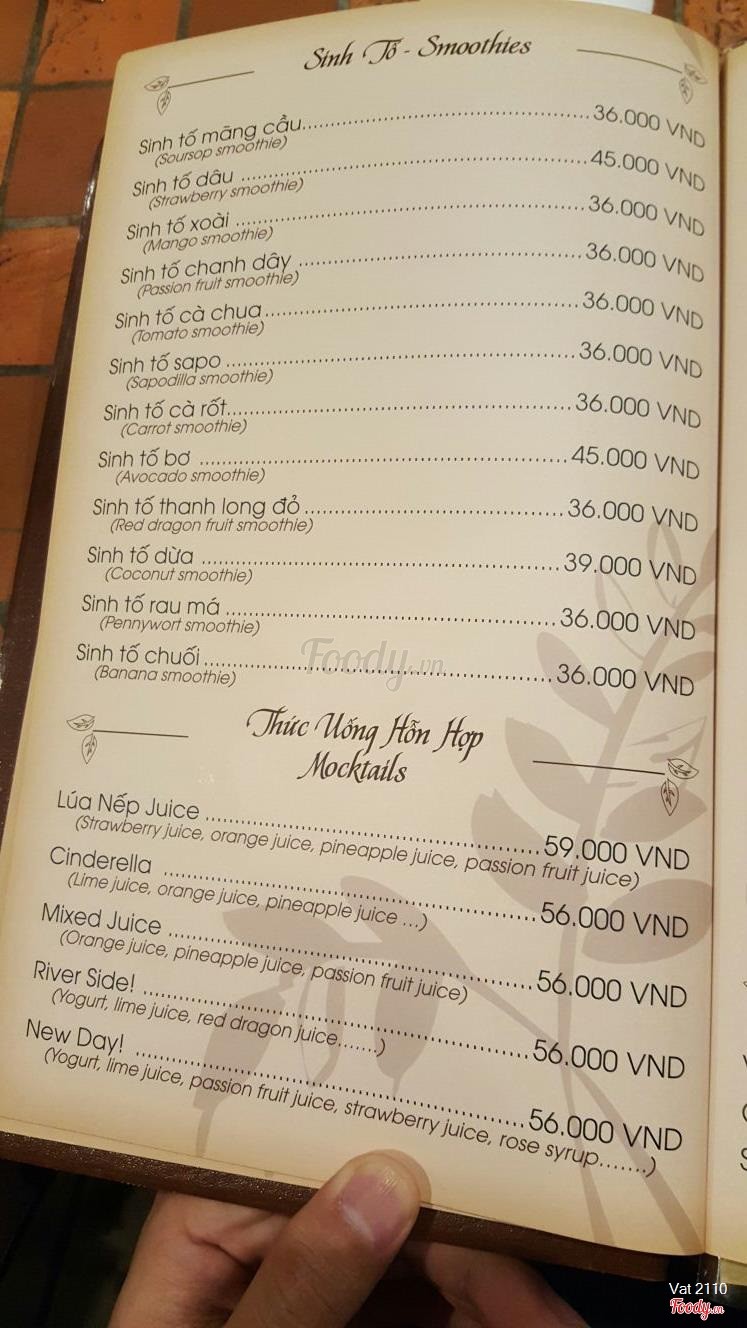 Sinh Tố - Smoothies
Sinh tố mãng cầu..........36.000 VND
(Soursop smoothie)
Sinh tố dâu..........45.000 VND
(Strawberry smoothie)
Sinh tố xoài..........36.000 VND
(Mango smoothie)
Sinh tố chanh dây..........36.000 VND
(Passion fruit smoothie)
Sinh tố cà chua..........36.000 VND
(Tomato smoothie)
Sinh tố sapo..........36.000 VND
(Sapodilla smoothie)
Sinh tố cà rốt..........36.000 VND
(Carrot smoothie)
Sinh tố bơ..........45.000 VND
(Avocado smoothie)
Sinh tố thanh long đỏ..........36.000 VND
(Red dragon fruit smoothie)
Sinh tố dừa..........39.000 VND
(Coconut smoothie)
Sinh tố rau má..........36.000 VND
(Pennywort smoothie)
Sinh tố chuối..........36.000 VND
(Banana smoothie)
Foody.vn
Thức Uống Hỗn Hợp
Mocktails
Lúa Nếp Juice..........59.000 VND
(Strawberry juice, orange juice, pineapple juice, passion fruit juice)
Cinderella..........56.000 VND
(Lime juice, orange juice, pineapple juice ...)
Mixed Juice..........56.000 VND
(Orange juice, pineapple juice, passion fruit juice)
River Side!..........56.000 VND
(Yogurt, lime juice, red dragon juice.......)
New Day!..........56.000 VND
(Yogurt, lime juice, passion fruit juice, strawberry juice, rose syrup.......)
Vat 2110
Foody.vn